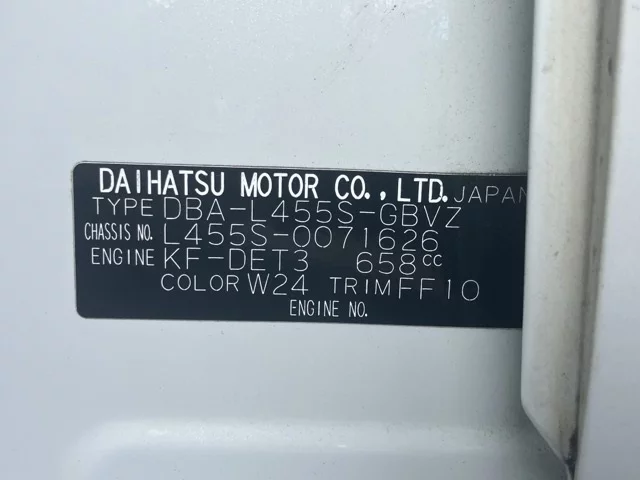 DAIHATSU MOTOR CO., LTD. JAPAN
TYPE DBA-L455S-GBVZ
CHASSIS NO. L455S-0071626
ENGINE KF-DET3 658cc
COLOR W24 TRIM FF10
ENGINE NO.